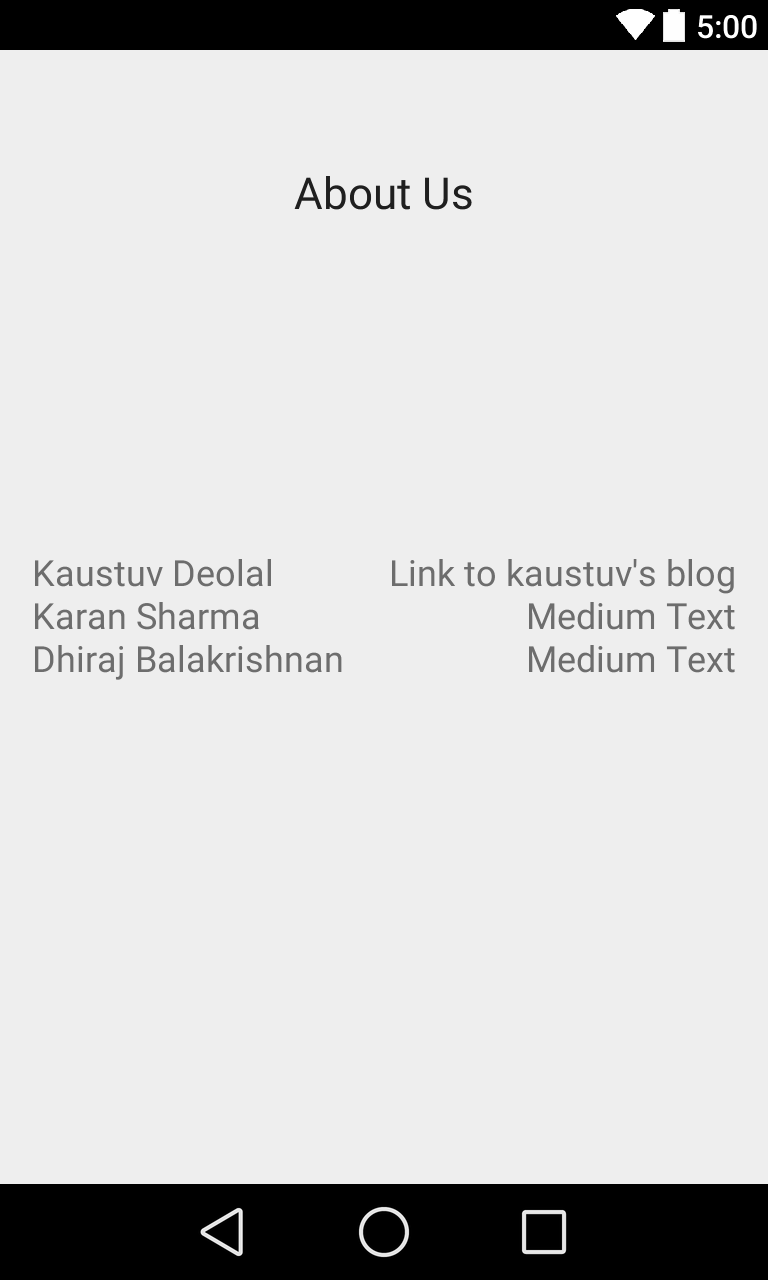 5:00
About Us
Kaustuv Deolal Link to kaustuv's blog
Karan Sharma Medium Text
Dhiraj Balakrishnan Medium Text